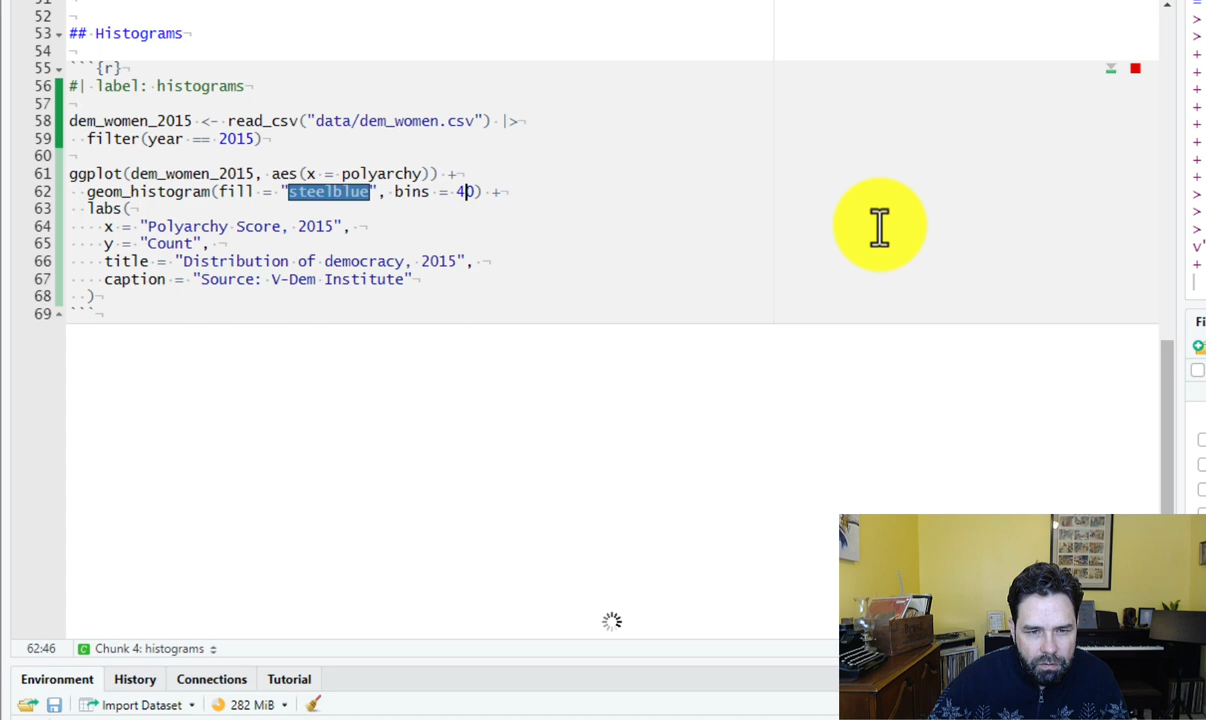 51
52
53 ## Histograms
54
55 ```{r}
56 #| label: histograms
57
58 dem_women_2015 <- read_csv("data/dem_women.csv") |>
59 filter(year == 2015)
60
61 ggplot(dem_women_2015, aes(x = polyarchy)) +
62 geom_histogram(fill = "steelblue", bins = 40) +
63 labs(
64 x = "Polyarchy Score, 2015",
65 y = "Count",
66 title = "Distribution of democracy, 2015",
67 caption = "Source: V-Dem Institute"
68 )
69 ```
62:46 Chunk 4: histograms
Environment History Connections Tutorial
Import Dataset 282 MiB
Fi